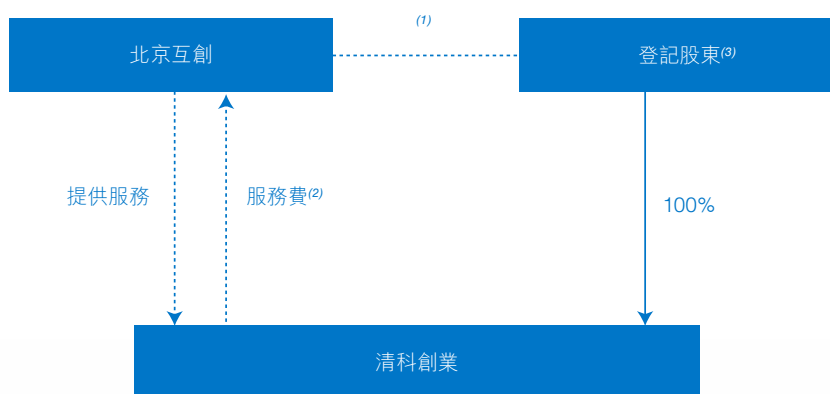 (1)
北京互創
登記股東(3)
提供服務
服務費(2)
100%
清科創業